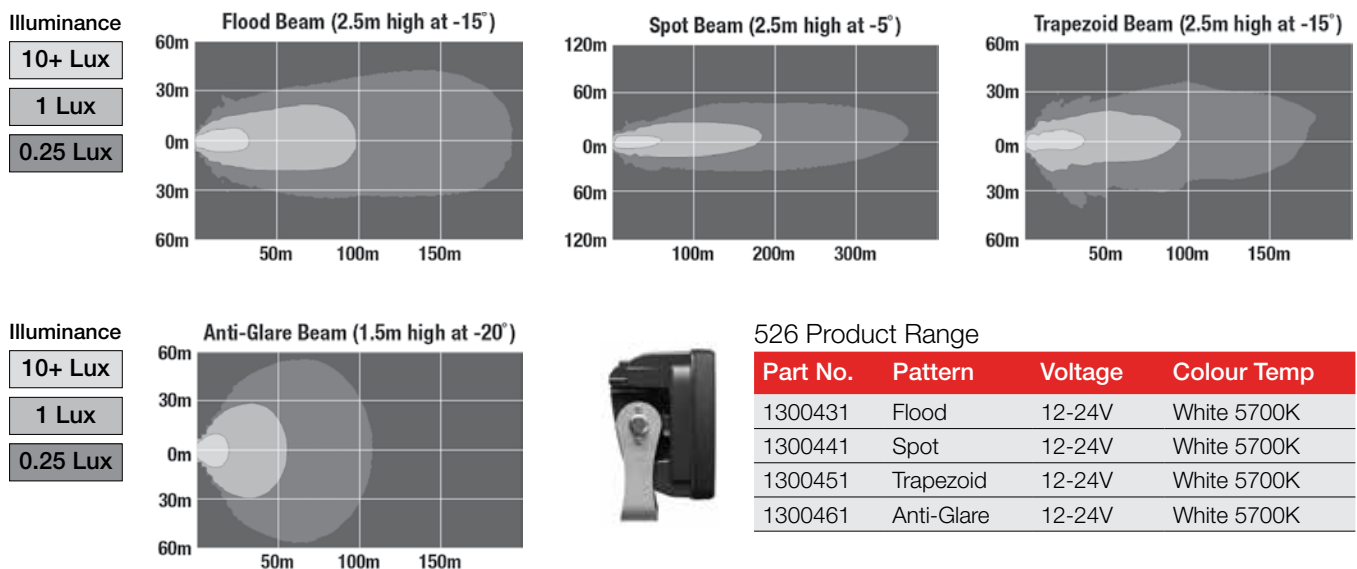 Illuminance
10+ Lux
1 Lux
0.25 Lux
Flood Beam (2.5m high at -15°)
60m
30m
0m
30m
60m
50m 100m 150m
Spot Beam (2.5m high at -5°)
120m
60m
0m
60m
120m
100m 200m 300m
Trapezoid Beam (2.5m high at -15°)
60m
30m
0m
30m
60m
50m 100m 150m
Illuminance
10+ Lux
1 Lux
0.25 Lux
Anti-Glare Beam (1.5m high at -20°)
60m
30m
0m
30m
60m
50m 100m 150m
526 Product Range
Part No. Pattern Voltage Colour Temp
1300431 Flood 12-24V White 5700K
1300441 Spot 12-24V White 5700K
1300451 Trapezoid 12-24V White 5700K
1300461 Anti-Glare 12-24V White 5700K